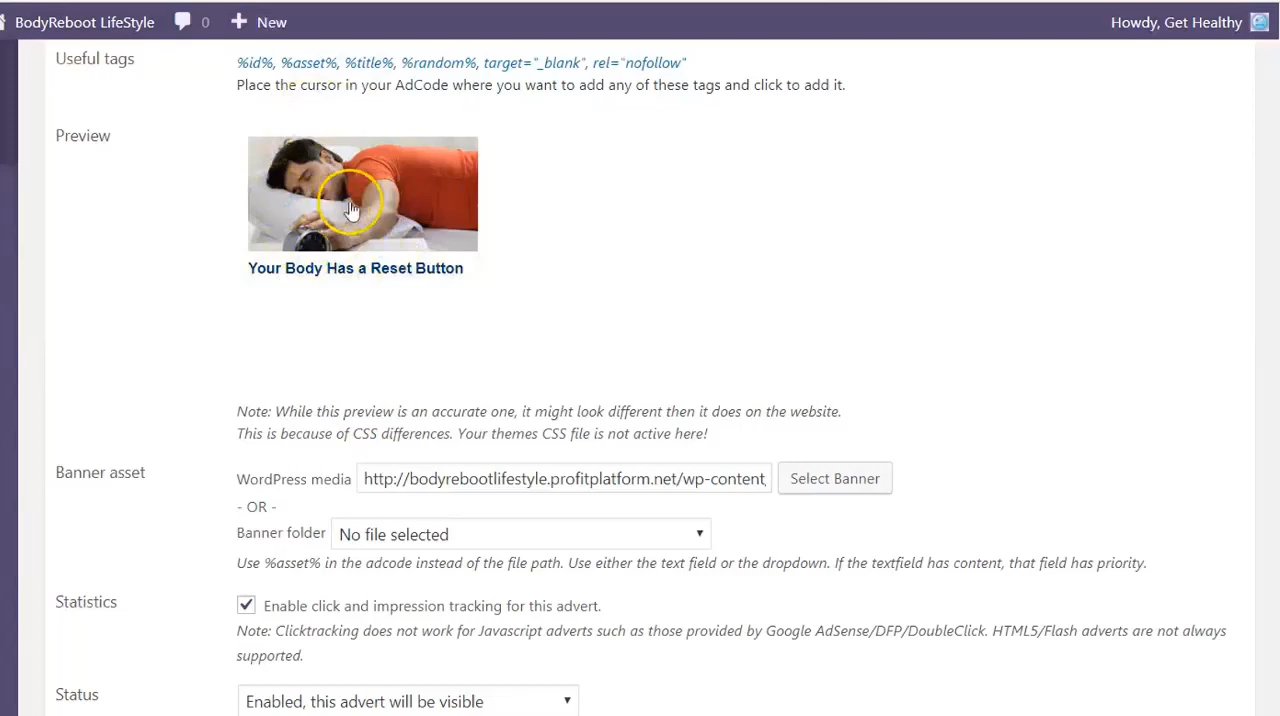 BodyReboot LifeStyle 0 New Howdy, Get Healthy
Useful tags
%id%, %asset%, %title%, %random%, target="_blank", rel="nofollow"
Place the cursor in your AdCode where you want to add any of these tags and click to add it.
Preview
Your Body Has a Reset Button
Note: While this preview is an accurate one, it might look different then it does on the website.
This is because of CSS differences. Your themes CSS file is not active here!
Banner asset
WordPress media http://bodyrebootlifestyle.profitplatform.net/wp-content, Select Banner
- OR -
Banner folder No file selected
Use %asset% in the adcode instead of the file path. Use either the text field or the dropdown. If the textfield has content, that field has priority.
Statistics
Enable click and impression tracking for this advert.
Note: Clicktracking does not work for Javascript adverts such as those provided by Google AdSense/DFP/DoubleClick. HTML5/Flash adverts are not always
supported.
Status
Enabled, this advert will be visible